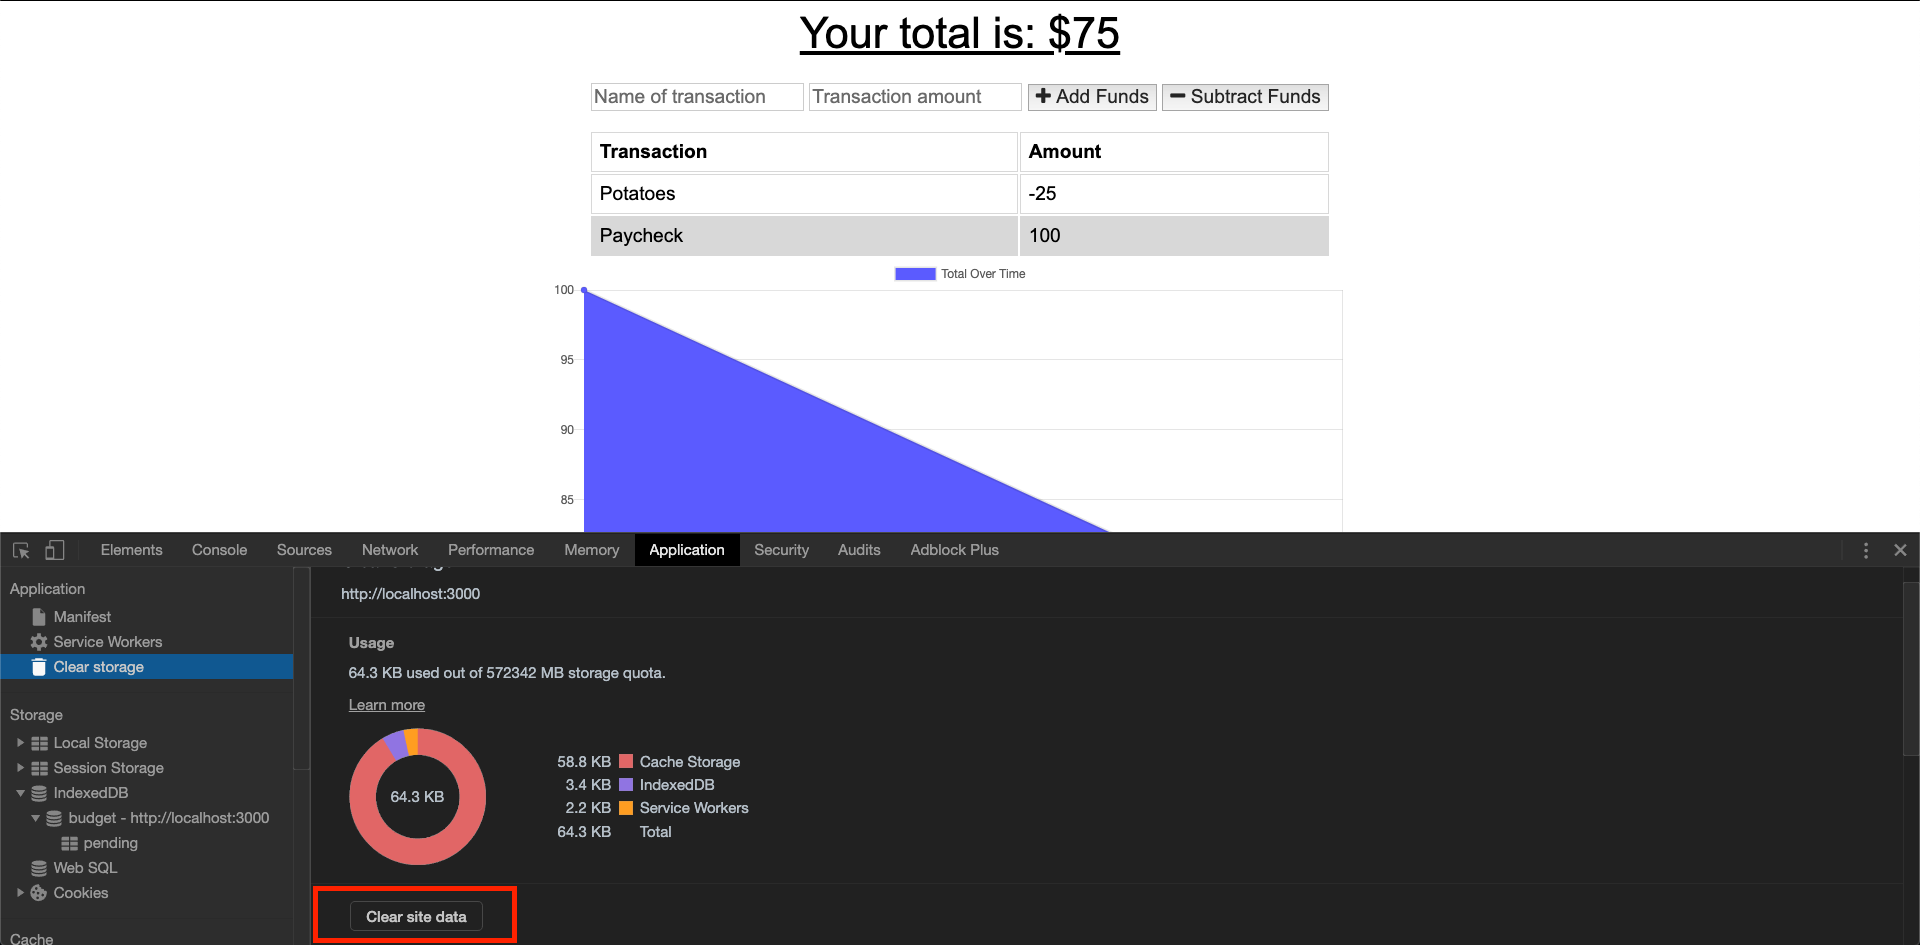 Your total is: $75
Name of transaction Transaction amount Add Funds Subtract Funds
Transaction Amount
Potatoes -25
Paycheck 100
Total Over Time
100
95
90
85
Elements Console Sources Network Performance Memory Application Security Audits Adblock Plus
Application
Manifest
Service Workers
Clear storage
Storage
Local Storage
Session Storage
IndexedDB
budget - http://localhost:3000
pending
Web SQL
Cookies
Cache
http://localhost:3000
Usage
64.3 KB used out of 572342 MB storage quota.
Learn more
64.3 KB
58.8 KB Cache Storage
3.4 KB IndexedDB
2.2 KB Service Workers
64.3 KB Total
Clear site data